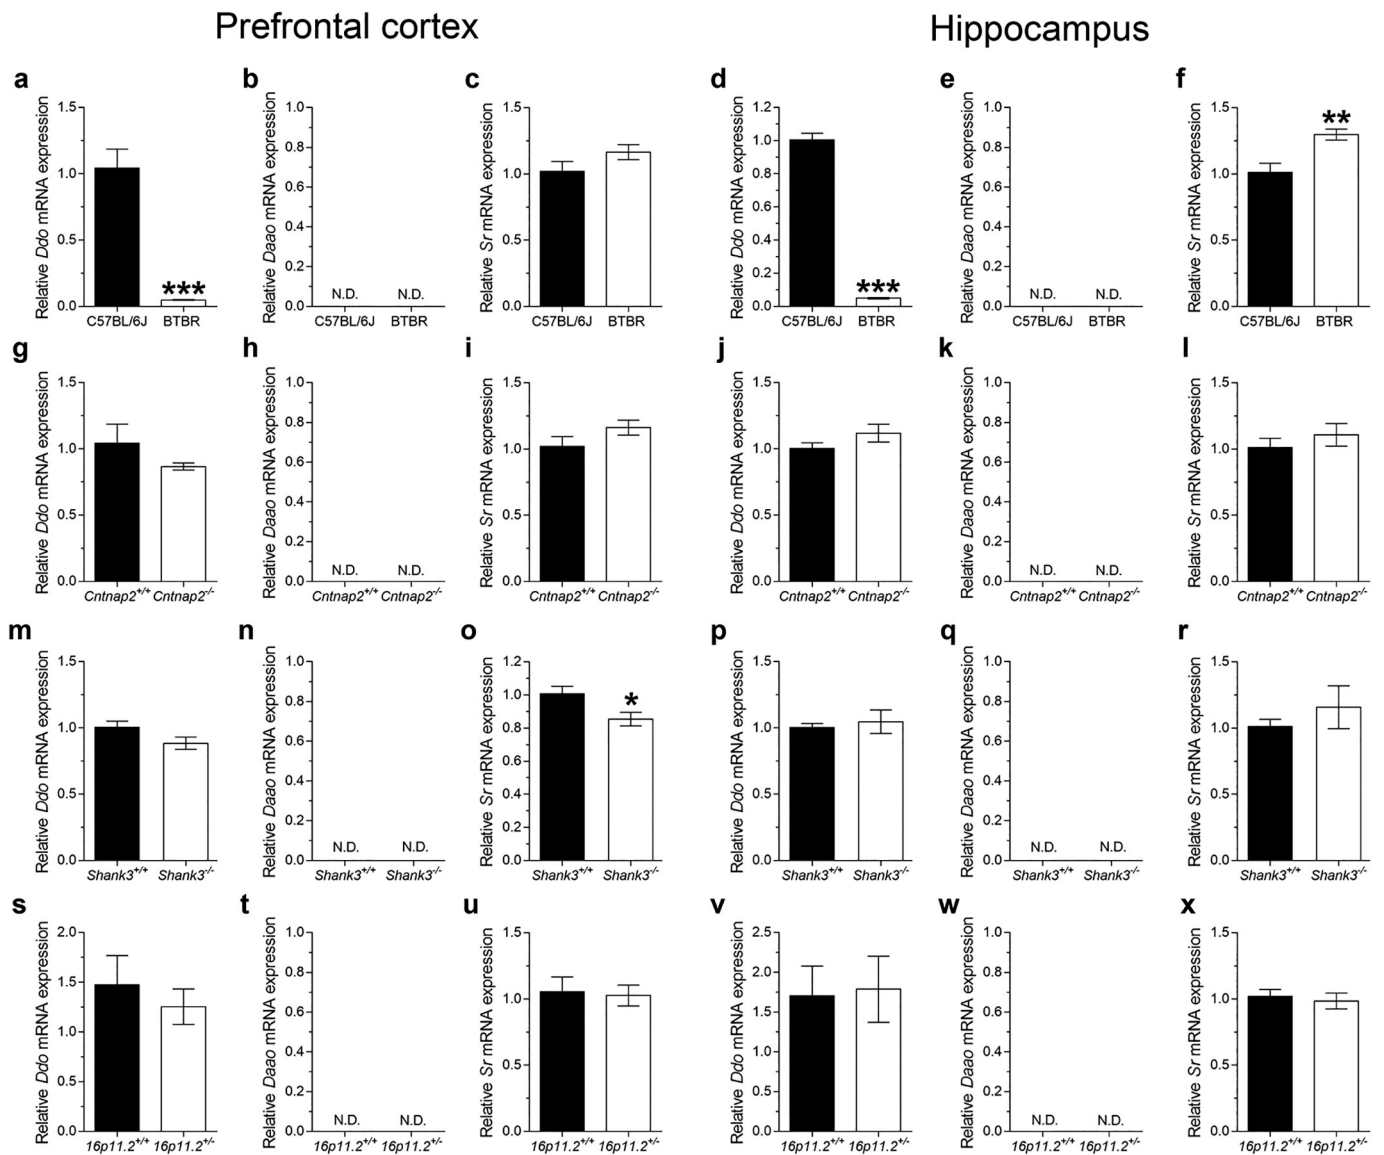 Prefrontal cortex
Hippocampus
a
Relative Ddo mRNA expression
1.5
1.0
0.5
0.0
***
C57BL/6J BTBR
b
Relative Daao mRNA expression
1.0
0.8
0.6
0.4
0.2
0.0
N.D. N.D.
C57BL/6J BTBR
c
Relative Sr mRNA expression
1.5
1.0
0.5
0.0
C57BL/6J BTBR
d
Relative Ddo mRNA expression
1.2
1.0
0.8
0.6
0.4
0.2
0.0
***
C57BL/6J BTBR
e
Relative Daao mRNA expression
1.0
0.8
0.6
0.4
0.2
0.0
N.D. N.D.
C57BL/6J BTBR
f
Relative Sr mRNA expression
1.5
1.0
0.5
0.0
**
C57BL/6J BTBR
g
Relative Ddo mRNA expression
1.5
1.0
0.5
0.0
Cntnap2+/+ Cntnap2-/-
h
Relative Daao mRNA expression
1.0
0.8
0.6
0.4
0.2
0.0
N.D. N.D.
Cntnap2+/+ Cntnap2-/-
i
Relative Sr mRNA expression
1.5
1.0
0.5
0.0
Cntnap2+/+ Cntnap2-/-
j
Relative Ddo mRNA expression
1.5
1.0
0.5
0.0
Cntnap2+/+ Cntnap2-/-
k
Relative Daao mRNA expression
1.0
0.8
0.6
0.4
0.2
0.0
N.D. N.D.
Cntnap2+/+ Cntnap2-/-
l
Relative Sr mRNA expression
1.5
1.0
0.5
0.0
Cntnap2+/+ Cntnap2-/-
m
Relative Ddo mRNA expression
1.5
1.0
0.5
0.0
Shank3+/+ Shank3-/-
n
Relative Daao mRNA expression
1.0
0.8
0.6
0.4
0.2
0.0
N.D. N.D.
Shank3+/+ Shank3-/-
o
Relative Sr mRNA expression
1.2
1.0
0.8
0.6
0.4
0.2
0.0
*
Shank3+/+ Shank3-/-
p
Relative Ddo mRNA expression
1.5
1.0
0.5
0.0
Shank3+/+ Shank3-/-
q
Relative Daao mRNA expression
1.0
0.8
0.6
0.4
0.2
0.0
N.D. N.D.
Shank3+/+ Shank3-/-
r
Relative Sr mRNA expression
1.5
1.0
0.5
0.0
Shank3+/+ Shank3-/-
s
Relative Ddo mRNA expression
2.0
1.5
1.0
0.5
0.0
16p11.2+/+ 16p11.2+/-
t
Relative Daao mRNA expression
1.0
0.8
0.6
0.4
0.2
0.0
N.D. N.D.
16p11.2+/+ 16p11.2+/-
u
Relative Sr mRNA expression
1.5
1.0
0.5
0.0
16p11.2+/+ 16p11.2+/-
v
Relative Ddo mRNA expression
2.5
2.0
1.5
1.0
0.5
0.0
16p11.2+/+ 16p11.2+/-
w
Relative Daao mRNA expression
1.0
0.8
0.6
0.4
0.2
0.0
N.D. N.D.
16p11.2+/+ 16p11.2+/-
x
Relative Sr mRNA expression
1.5
1.0
0.5
0.0
16p11.2+/+ 16p11.2+/-